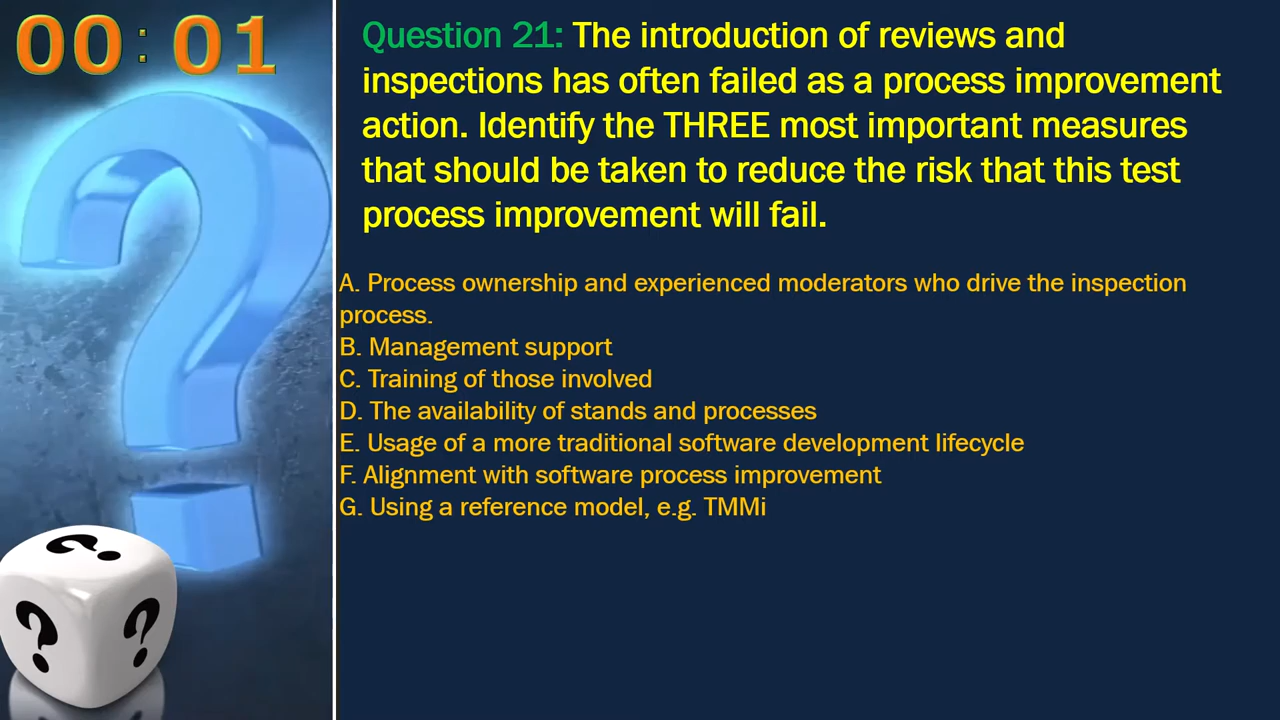 00:01
Question 21: The introduction of reviews and
inspections has often failed as a process improvement
action. Identify the THREE most important measures
that should be taken to reduce the risk that this test
process improvement will fail.
A. Process ownership and experienced moderators who drive the inspection
process.
B. Management support
C. Training of those involved
D. The availability of stands and processes
E. Usage of a more traditional software development lifecycle
F. Alignment with software process improvement
G. Using a reference model, e.g. TMMi